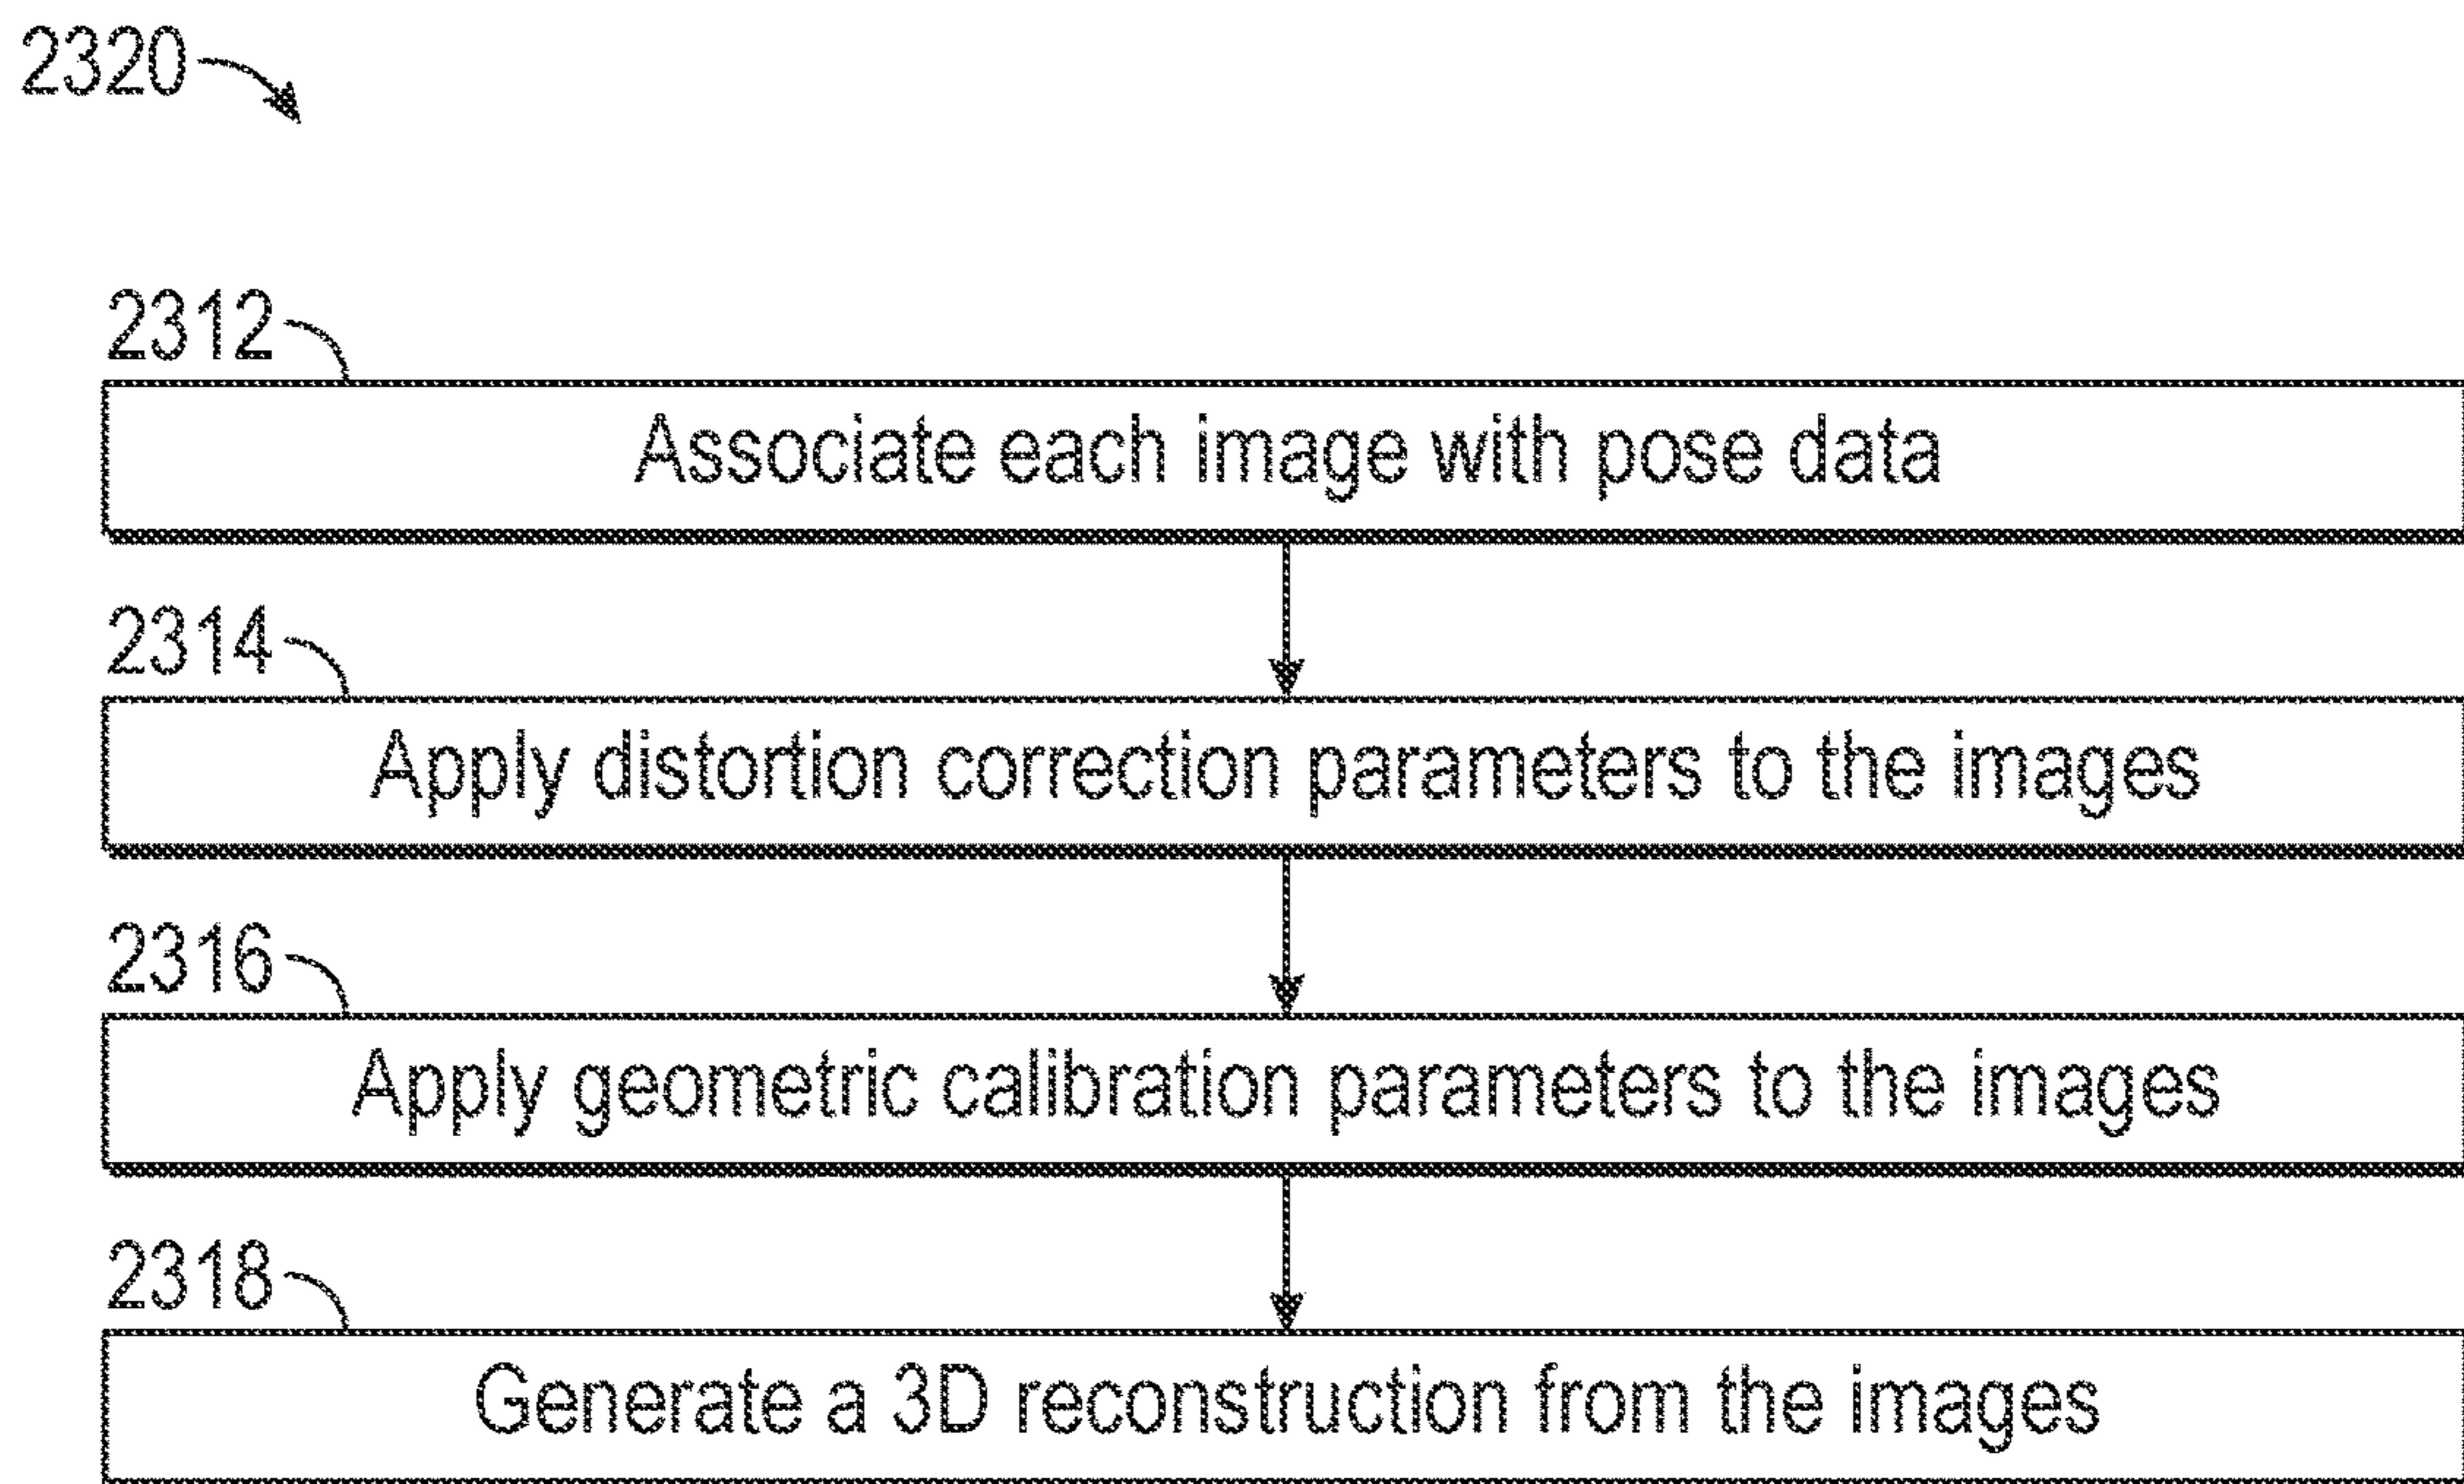 2320
2312
Associate each image with pose data
2314
Apply distortion correction parameters to the images
2316
Apply geometric calibration parameters to the images
2318
Generate a 3D reconstruction from the images